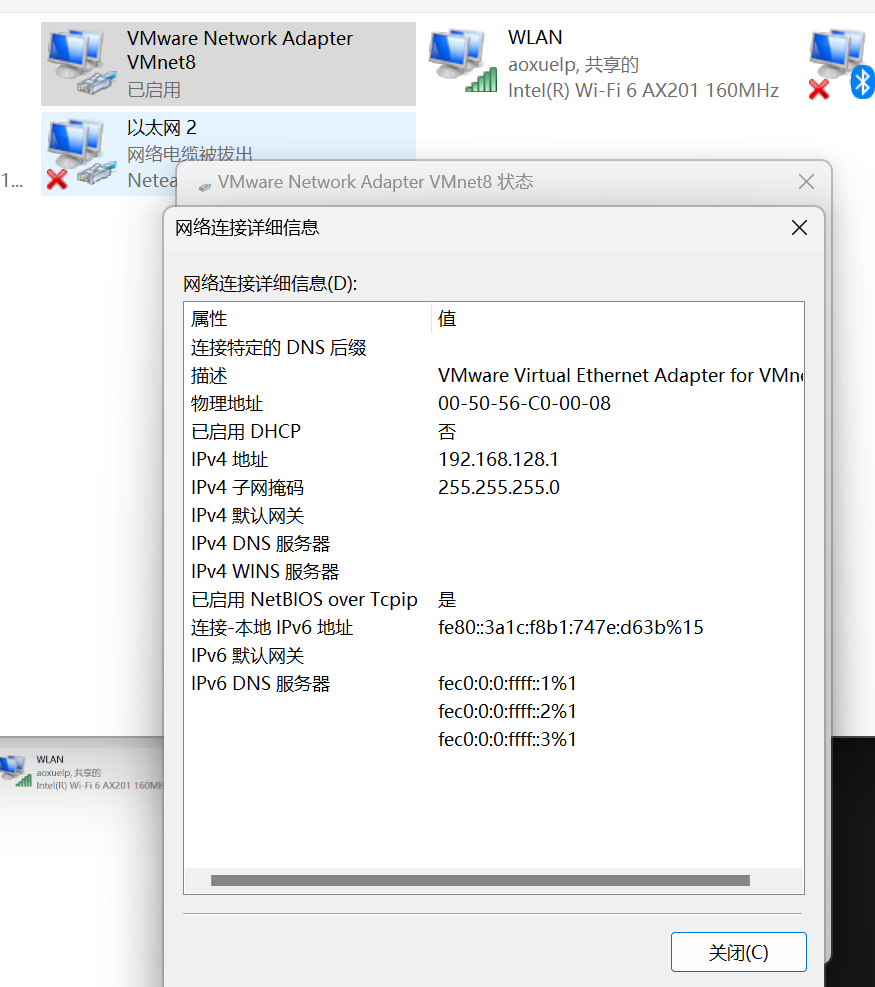 VMware Network Adapter
VMnet8
已启用
WLAN
aoxuelp, 共享的
Intel(R) Wi-Fi 6 AX201 160MHz
以太网 2
网络电缆被拔出
Netea
1...
VMware Network Adapter VMnet8 状态
网络连接详细信息
网络连接详细信息(D):
属性 值
连接特定的 DNS 后缀
描述 VMware Virtual Ethernet Adapter for VMne
物理地址 00-50-56-C0-00-08
已启用 DHCP 否
IPv4 地址 192.168.128.1
IPv4 子网掩码 255.255.255.0
IPv4 默认网关
IPv4 DNS 服务器
IPv4 WINS 服务器
已启用 NetBIOS over Tcpip 是
连接-本地 IPv6 地址 fe80::3a1c:f8b1:747e:d63b%15
IPv6 默认网关
IPv6 DNS 服务器 fec0:0:0:ffff::1%1
fec0:0:0:ffff::2%1
fec0:0:0:ffff::3%1
WLAN
aoxuelp, 共享的
Intel(R) Wi-Fi 6 AX201 160MH
关闭(C)